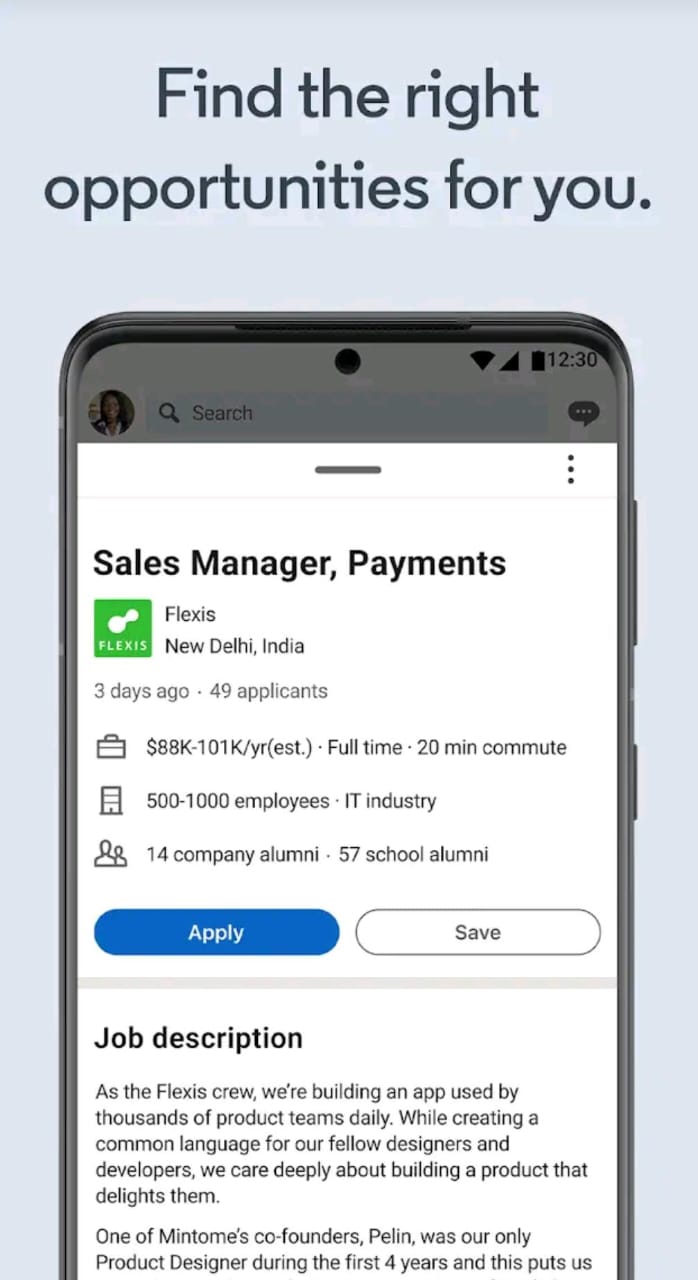 Find the right
opportunities for you.
12:30
Search
Sales Manager, Payments
FLEXIS
Flexis
New Delhi, India
3 days ago · 49 applicants
$88K-101K/yr(est.) · Full time · 20 min commute
500-1000 employees · IT industry
14 company alumni · 57 school alumni
Apply
Save
Job description
As the Flexis crew, we're building an app used by
thousands of product teams daily. While creating a
common language for our fellow designers and
developers, we care deeply about building a product that
delights them.
One of Mintome's co-founders, Pelin, was our only
Product Designer during the first 4 years and this puts us